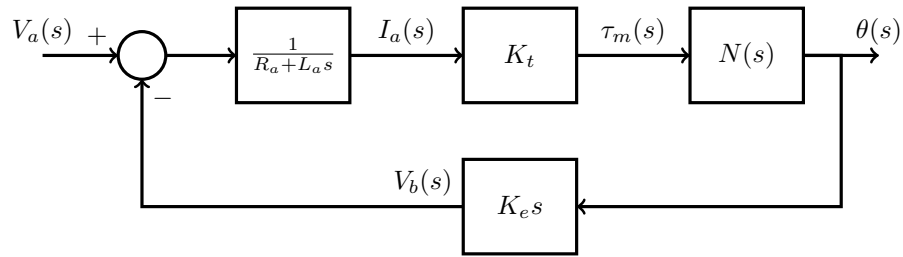 V_a(s) + 1/(R_a+L_a s) I_a(s) K_t τ_m(s) N(s) θ(s)
−
V_b(s) K_e s